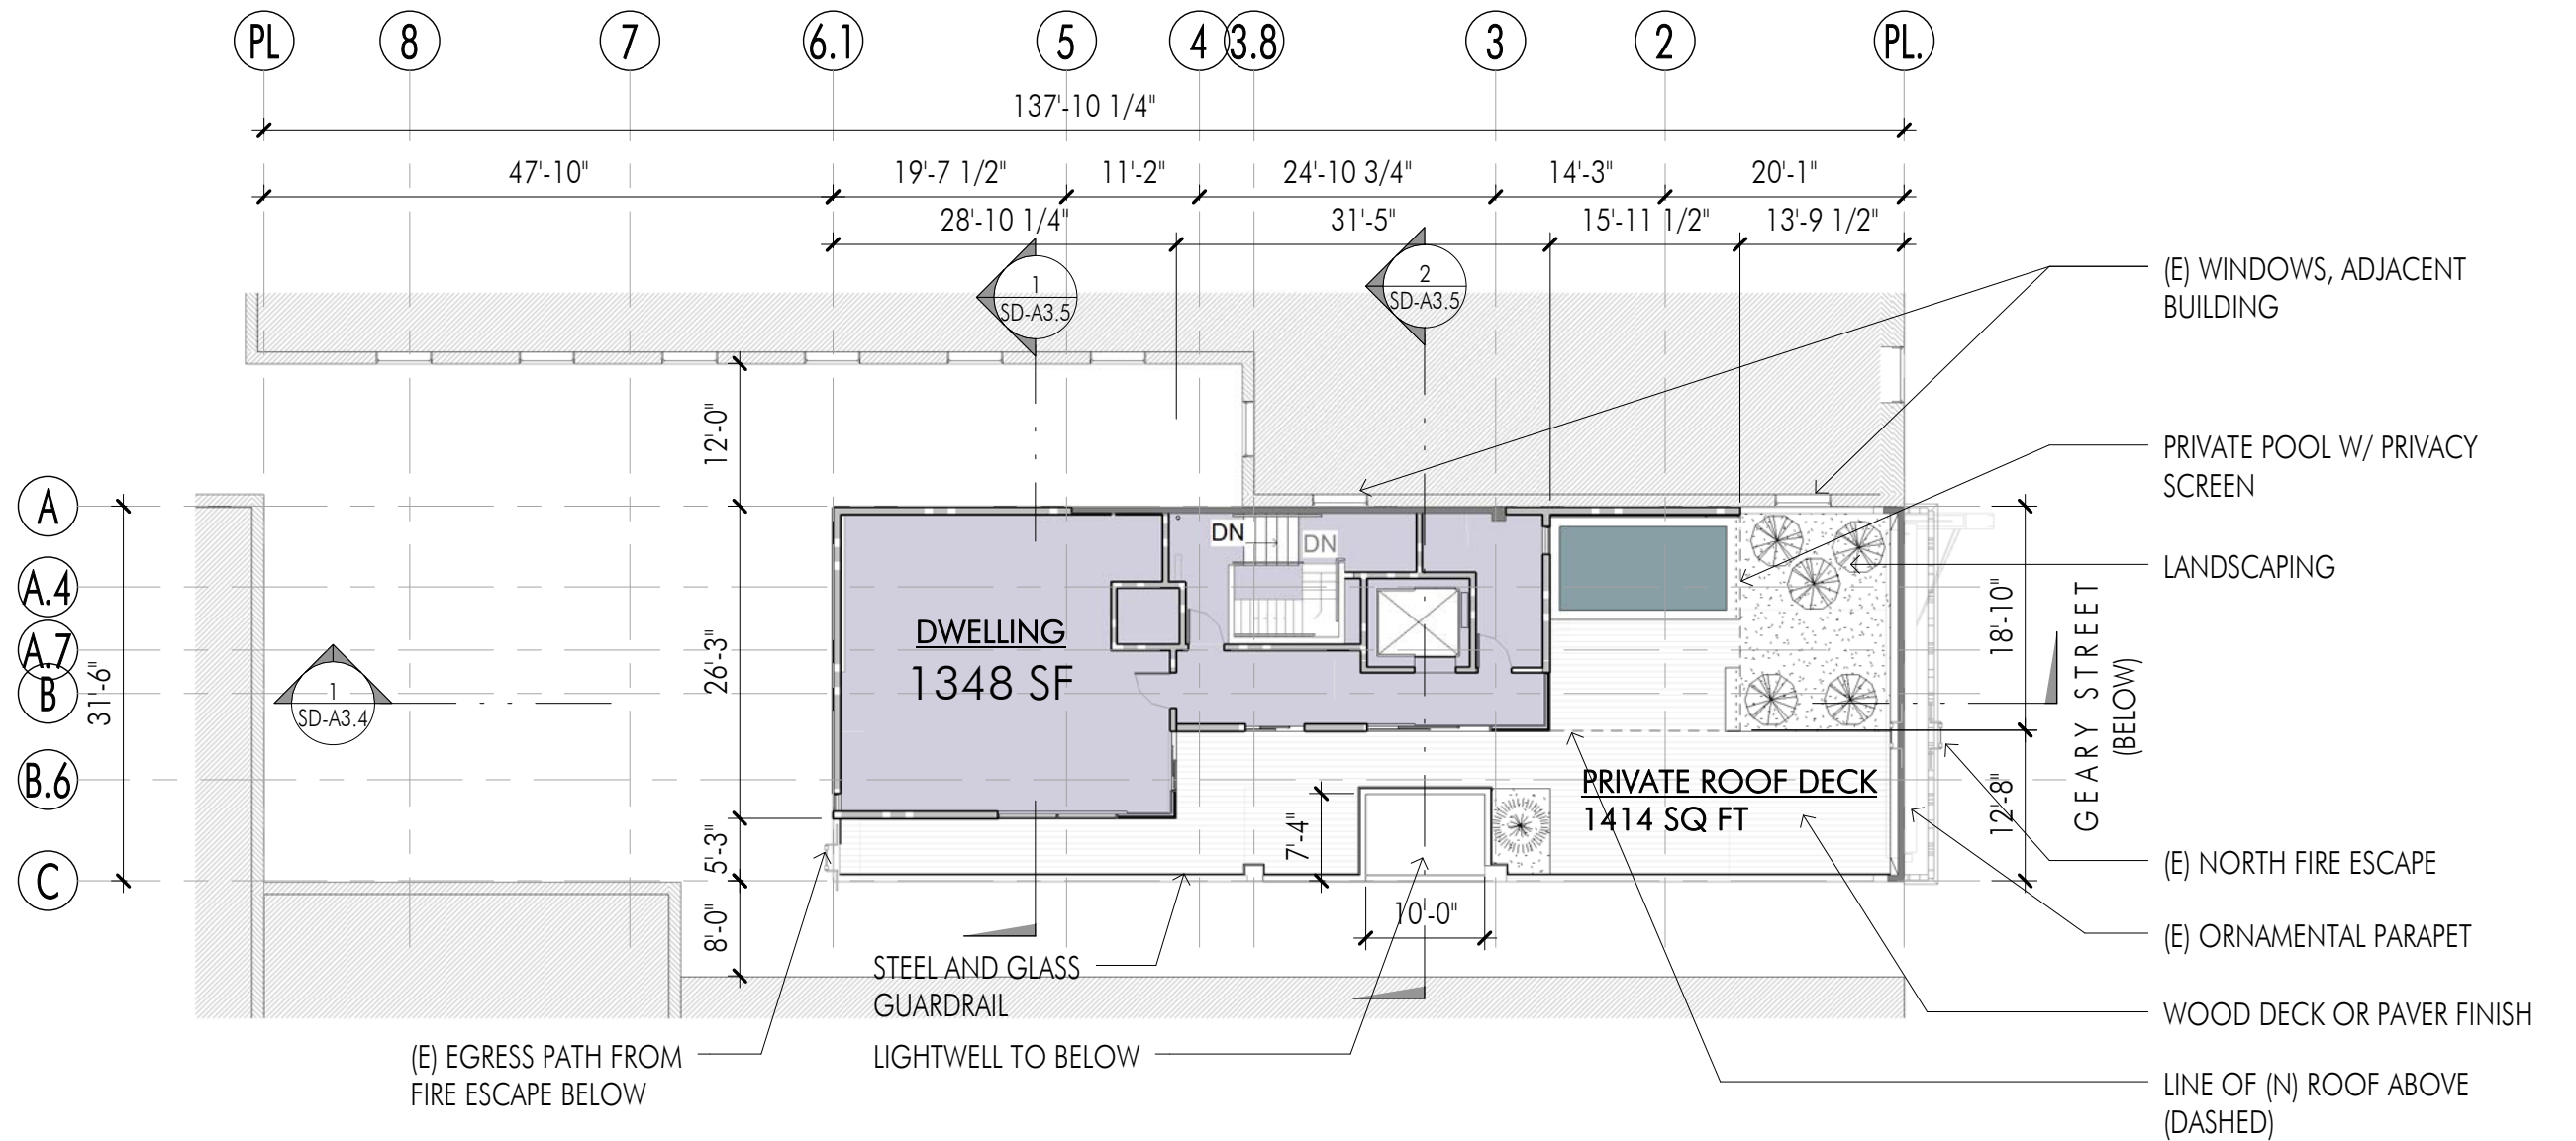 PL 8 7 6.1 5 4 3.8 3 2 PL.
137'-10 1/4"
47'-10" 19'-7 1/2" 11'-2" 24'-10 3/4" 14'-3" 20'-1"
28'-10 1/4" 31'-5" 15'-11 1/2" 13'-9 1/2"
1
SD-A3.5
2
SD-A3.5
(E) WINDOWS, ADJACENT
BUILDING
12'-0"
PRIVATE POOL W/ PRIVACY
SCREEN
A
A.4
A.7
B
B.6
C
31'-6"
1
SD-A3.4
26'-3"
5'-3"
8'-0"
DN DN
DWELLING
1348 SF
LANDSCAPING
18'-10"
12'-8"
GEARY STREET
(BELOW)
PRIVATE ROOF DECK
1414 SQ FT
7'-4"
10'-0"
(E) NORTH FIRE ESCAPE
(E) ORNAMENTAL PARAPET
STEEL AND GLASS
GUARDRAIL
WOOD DECK OR PAVER FINISH
(E) EGRESS PATH FROM
FIRE ESCAPE BELOW
LIGHTWELL TO BELOW
LINE OF (N) ROOF ABOVE
(DASHED)